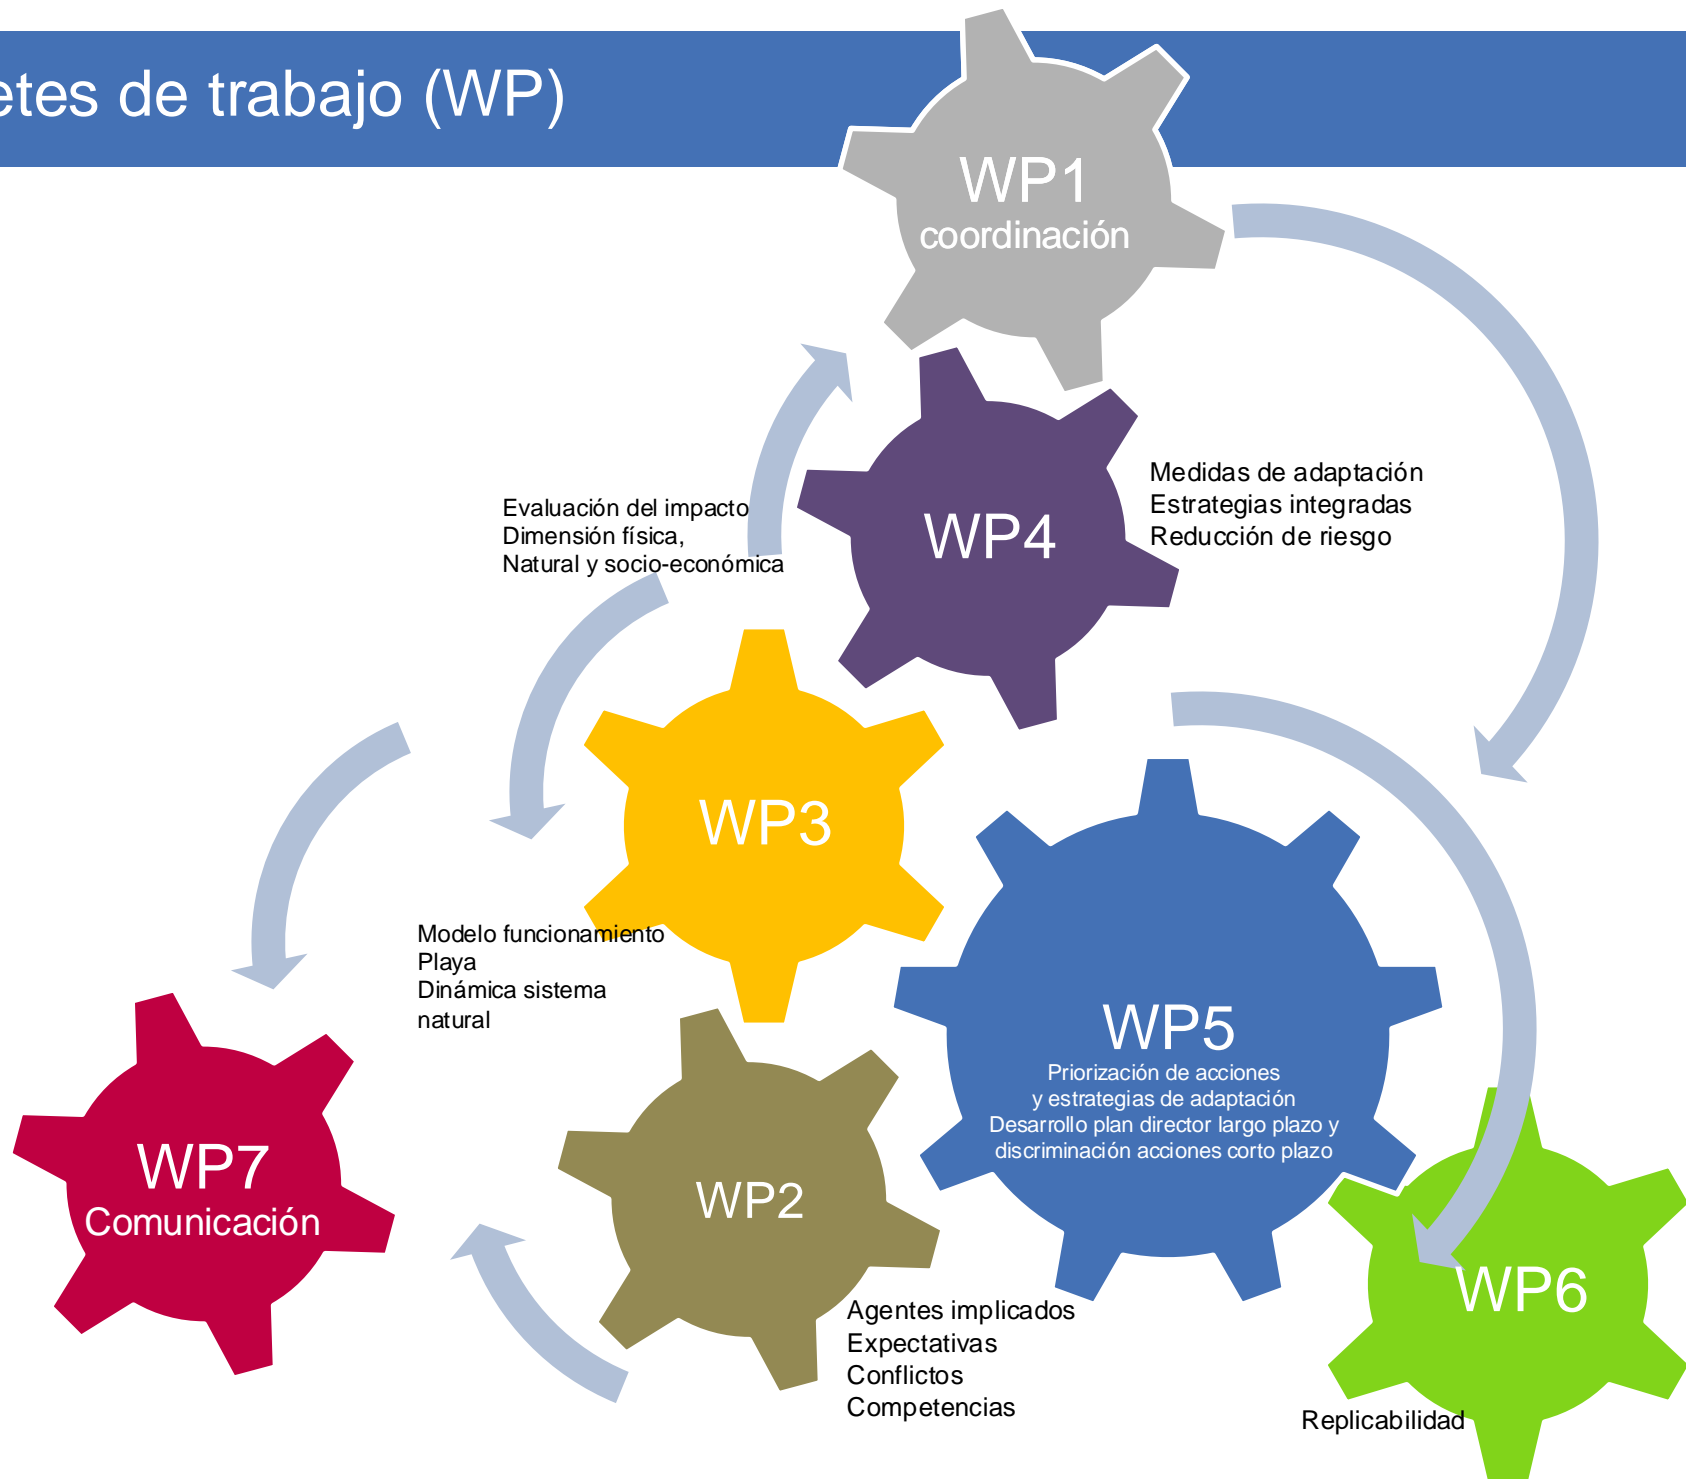 etes de trabajo (WP)
WP1
coordinación
Medidas de adaptación
Estrategias integradas
Reducción de riesgo
Evaluación del impacto
Dimensión física,
Natural y socio-económica
WP4
WP3
Modelo funcionamiento
Playa
Dinámica sistema
natural
WP5
Priorización de acciones
y estrategias de adaptación
Desarrollo plan director largo plazo y
discriminación acciones corto plazo
WP7
Comunicación
WP2
Agentes implicados
Expectativas
Conflictos
Competencias
WP6
Replicabilidad